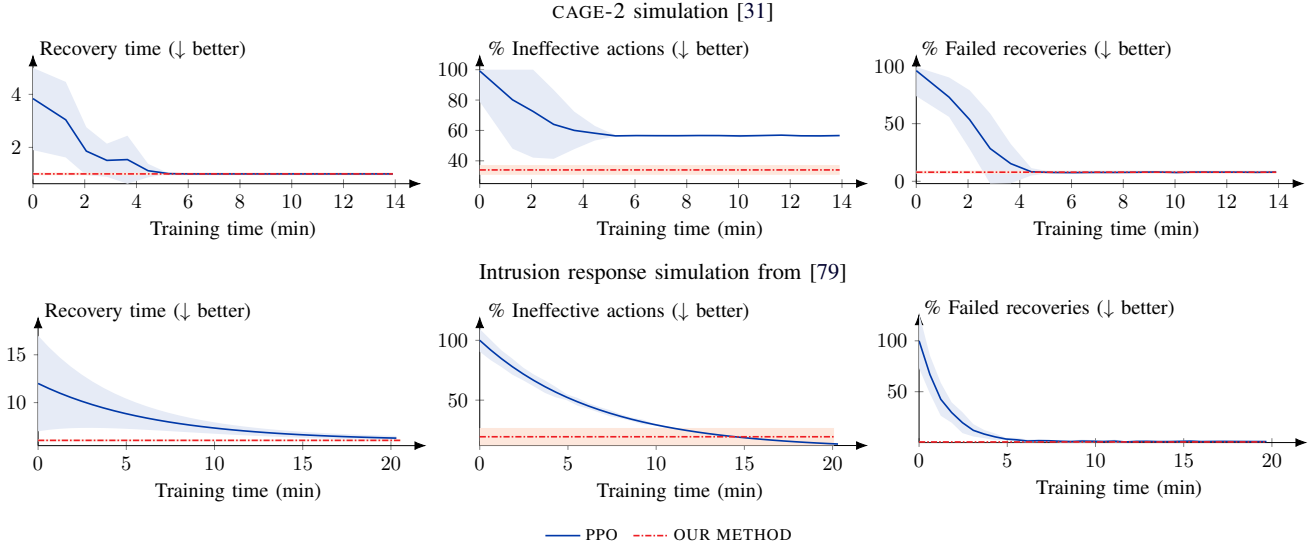 CAGE-2 simulation [31]
Recovery time (↓ better)
% Ineffective actions (↓ better)
% Failed recoveries (↓ better)
4
2
0 2 4 6 8 10 12 14
Training time (min)
100
80
60
40
0 2 4 6 8 10 12 14
Training time (min)
100
50
0
0 2 4 6 8 10 12 14
Training time (min)
Intrusion response simulation from [79]
Recovery time (↓ better)
% Ineffective actions (↓ better)
% Failed recoveries (↓ better)
15
10
0 5 10 15 20
Training time (min)
100
50
0 5 10 15 20
Training time (min)
100
50
0 5 10 15 20
Training time (min)
PPO OUR METHOD